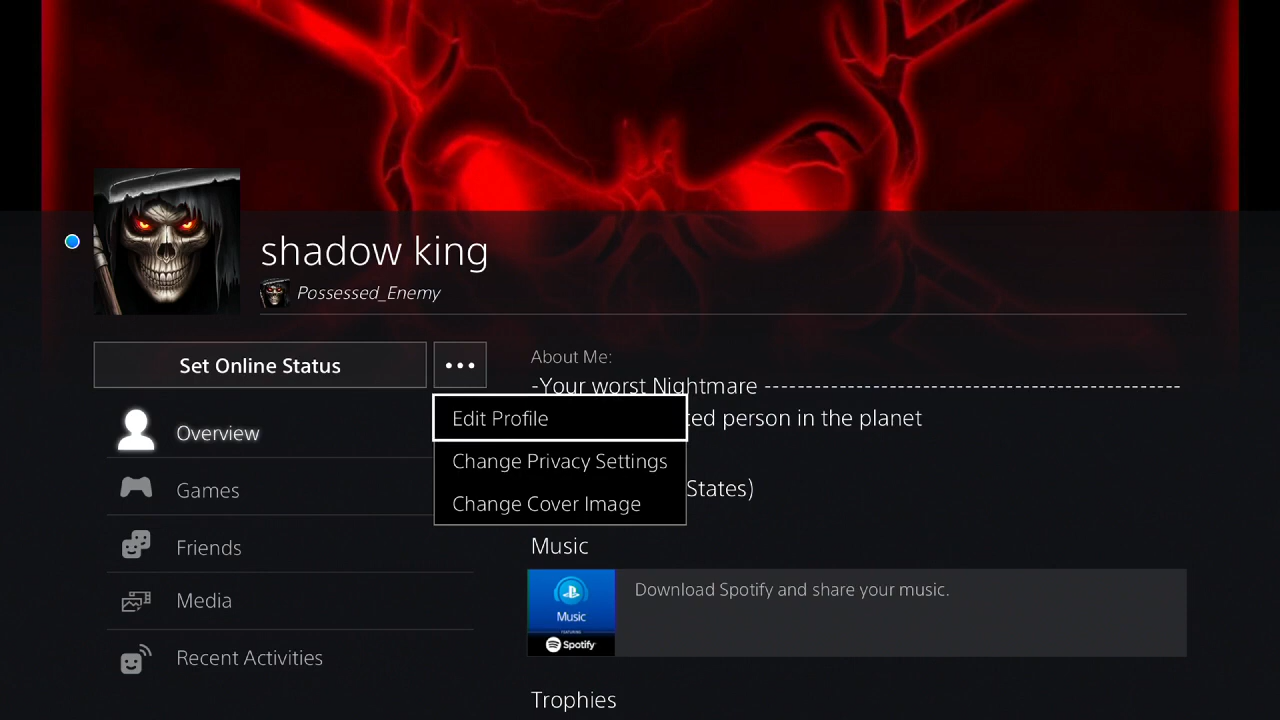 shadow king
Possessed_Enemy
Set Online Status
•••
Edit Profile
Change Privacy Settings
Change Cover Image
Overview
Games
Friends
Media
Recent Activities
About Me:
-Your worst Nightmare ------------------------------------------------
person in the planet
States)
Music
Music
FEATURING
Spotify
Download Spotify and share your music.
Trophies